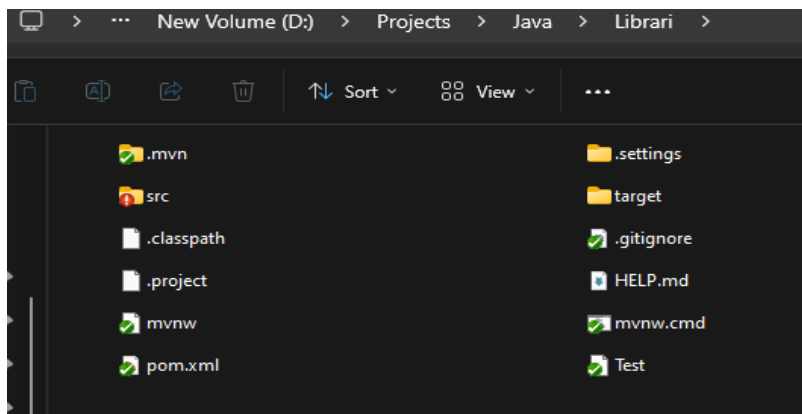 New Volume (D:) > Projects > Java > Librari >
Sort View
.mvn .settings
src target
.classpath .gitignore
.project HELP.md
mvnw mvnw.cmd
pom.xml Test